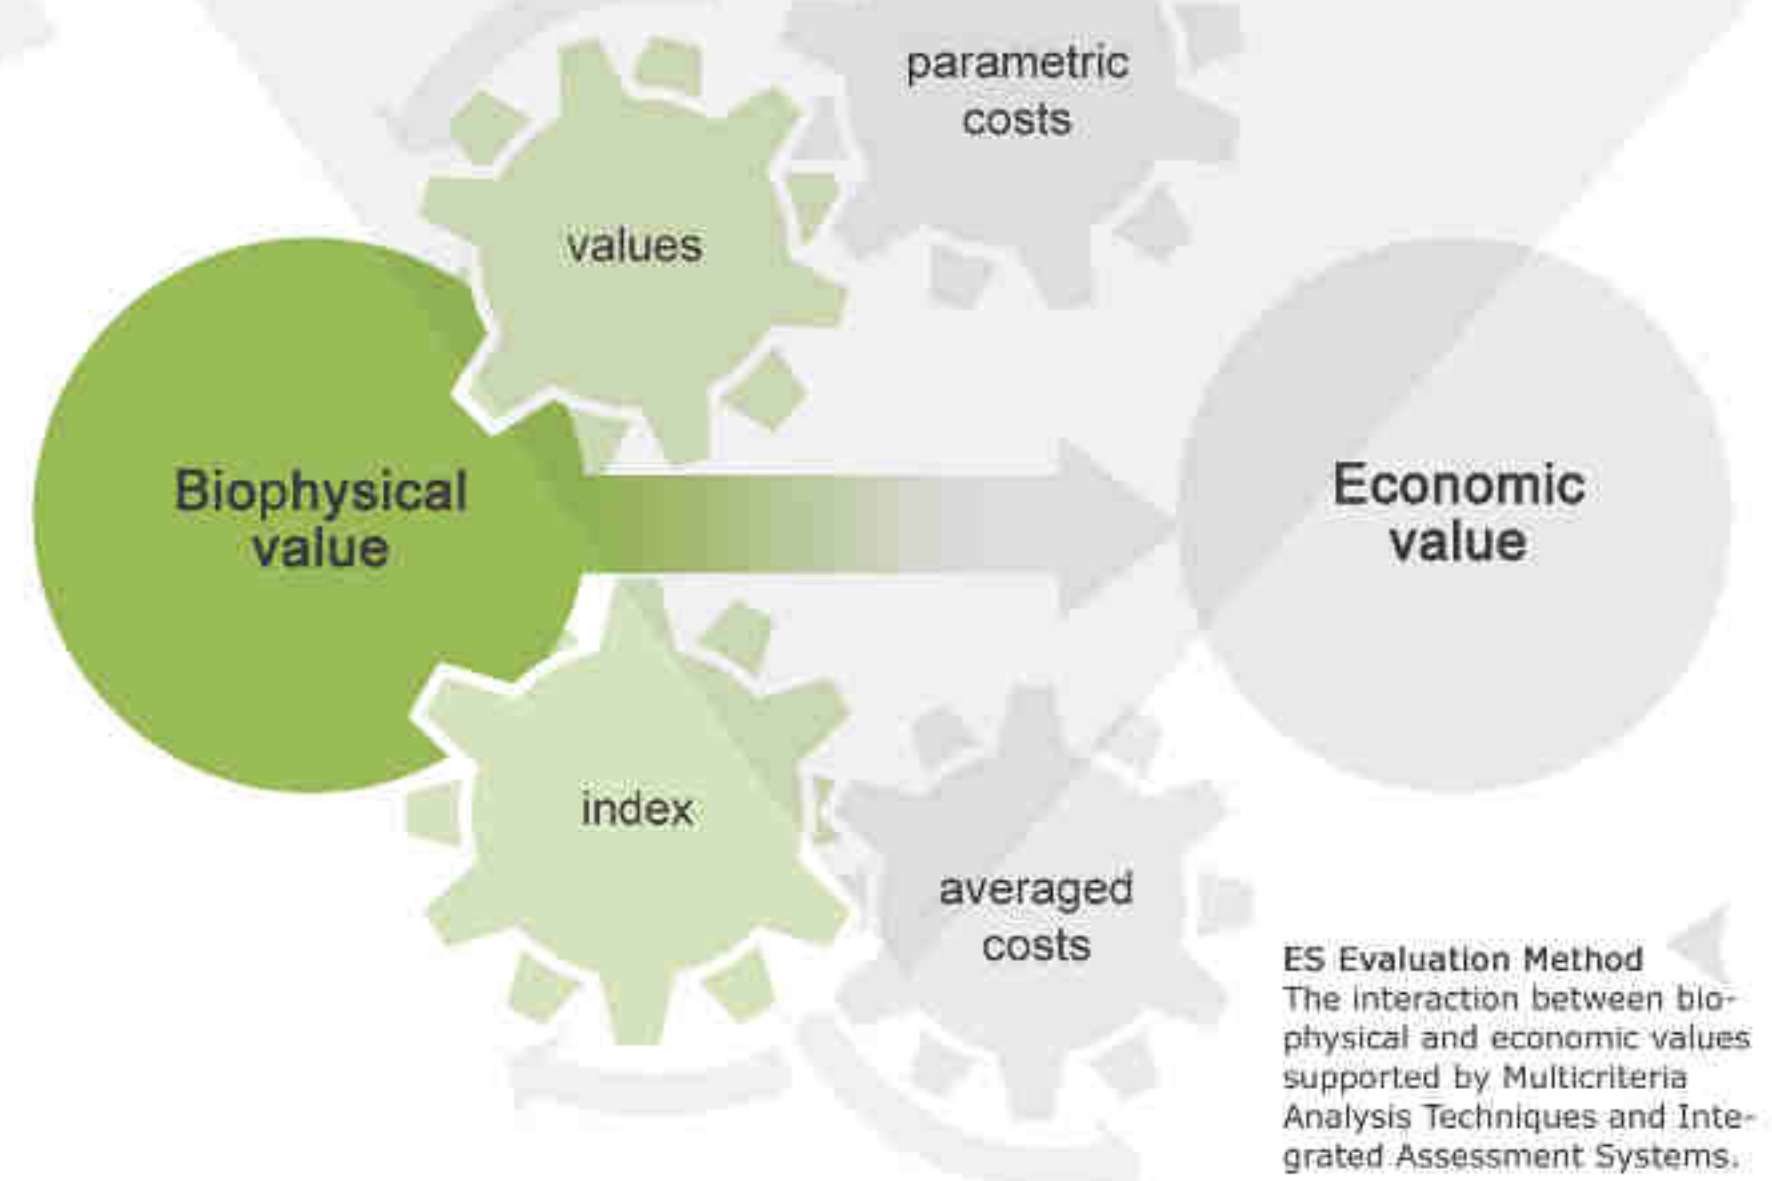 parametric
costs
values
Biophysical
value
Economic
value
index
averaged
costs
ES Evaluation Method
The interaction between bio-
physical and economic values
supported by Multicriteria
Analysis Techniques and Inte-
grated Assessment Systems.